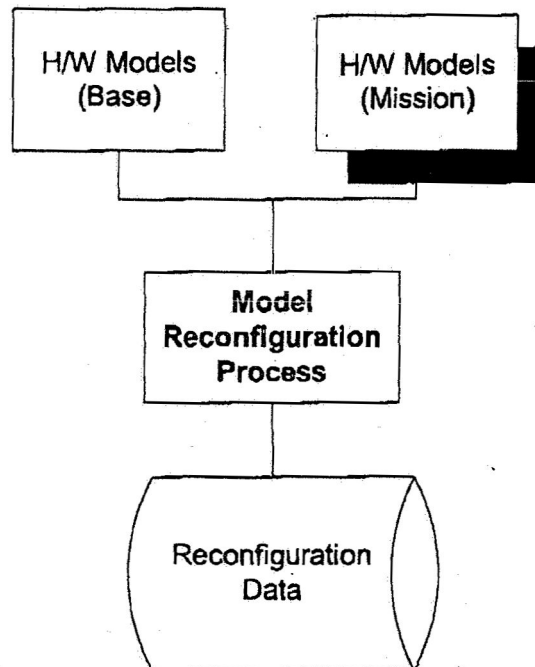 H/W Models
(Base)
H/W Models
(Mission)
Model
Reconfiguration
Process
Reconfiguration
Data